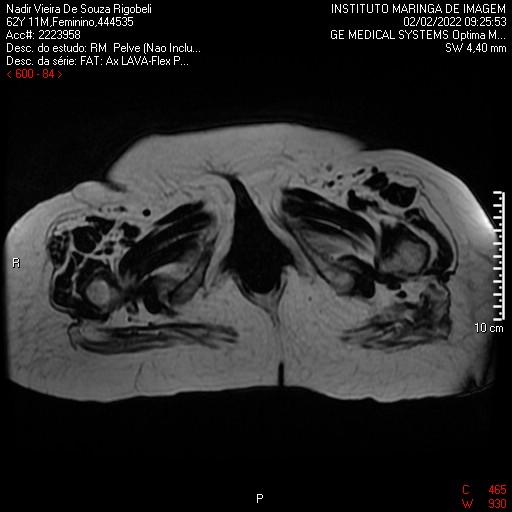 Nadir Vieira De Souza Rigobeli
62Y 11M,Feminino,444535
Acc#: 2223958
Desc. do estudo: RM Pelve (Nao Inclu...
Desc. da série: FAT: Ax LAVA-Flex P...
< 600 - 84 >
INSTITUTO MARINGA DE IMAGEM
02/02/2022 09:25:53
GE MEDICAL SYSTEMS Optima M...
SW 4,40 mm
R
10 cm
P
C 465
W 930